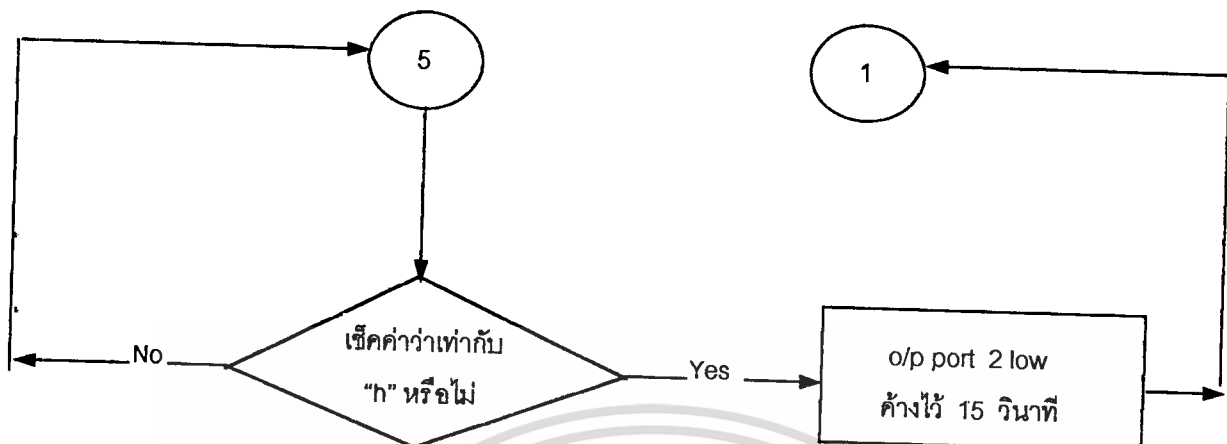 5
1
เช็คค่าว่าเท่ากับ
“h” หรือไม่
No
Yes
o/p port 2 low
ค้างไว้ 15 วินาที